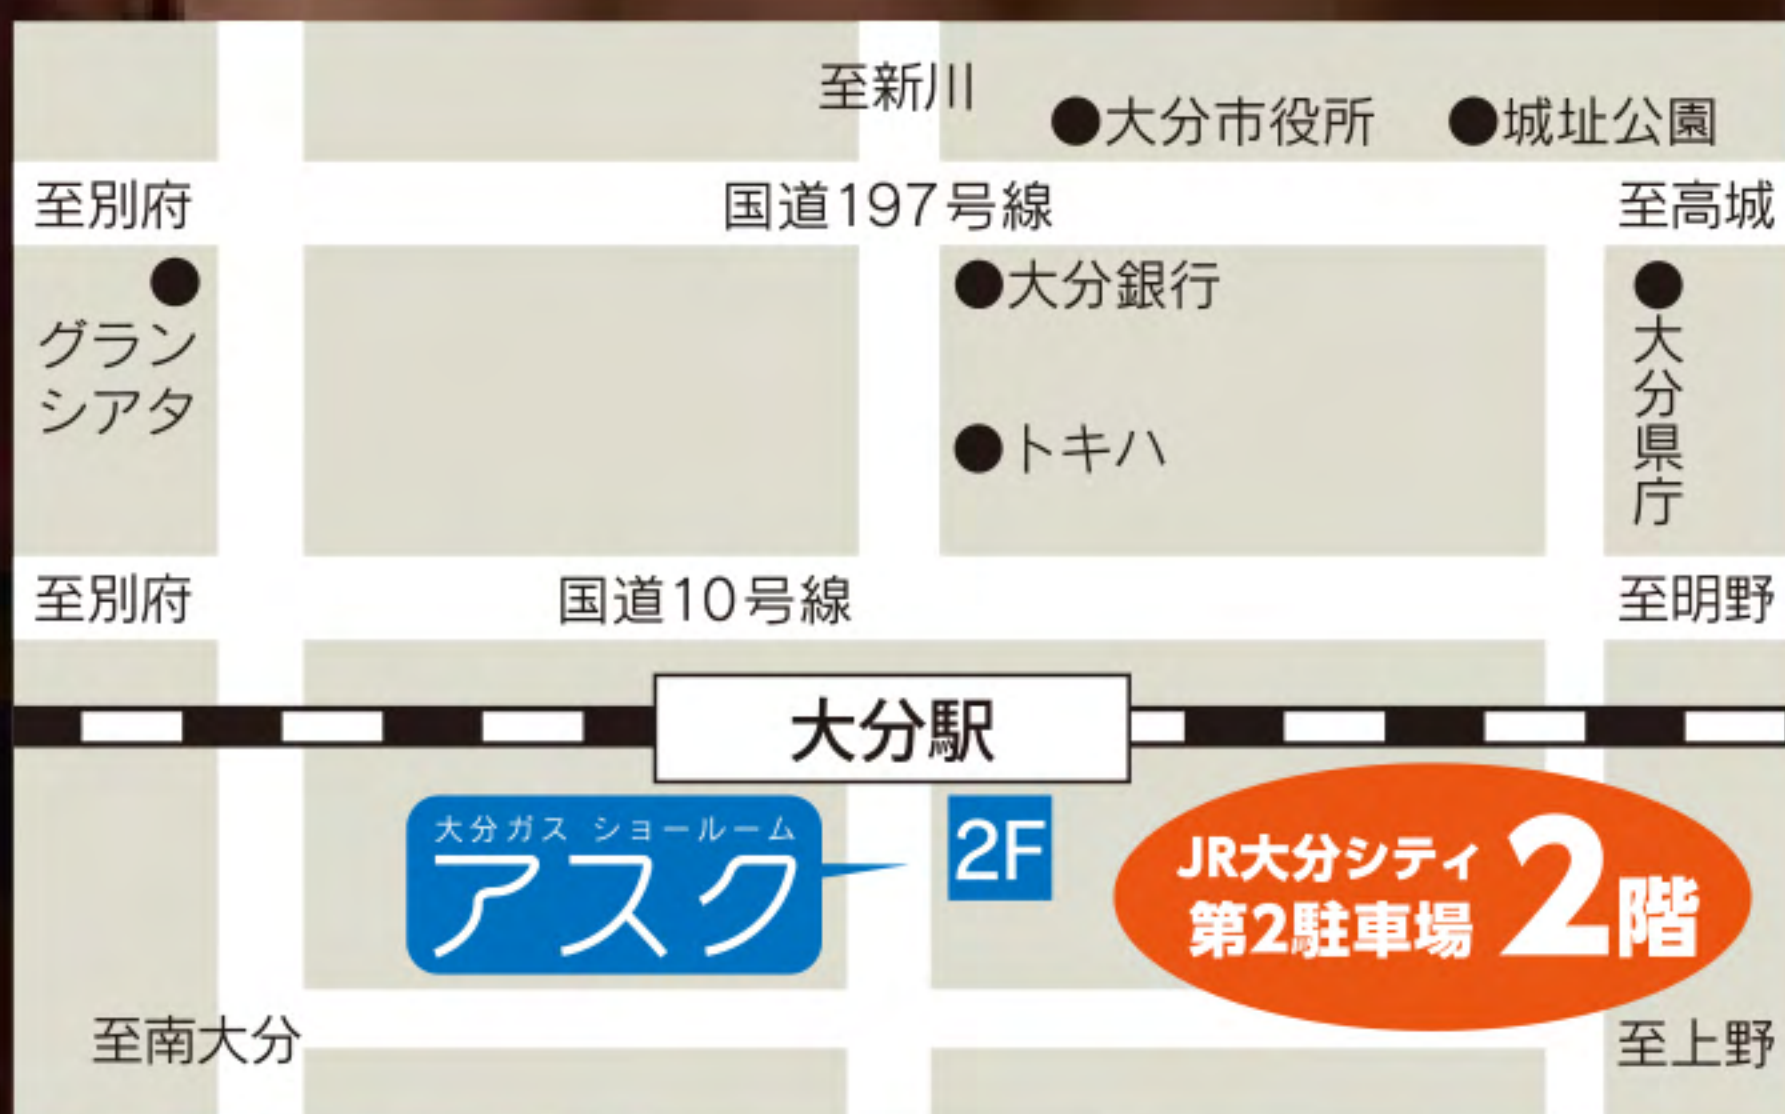 至新川
●大分市役所
●城址公園
至別府
国道197号線
至高城
●
グラン
シアタ
●大分銀行
●トキハ
●
大分県庁
至別府
国道10号線
至明野
大分駅
大分ガス ショールーム
アスク
2F
JR大分シティ
第2駐車場
2階
至南大分
至上野